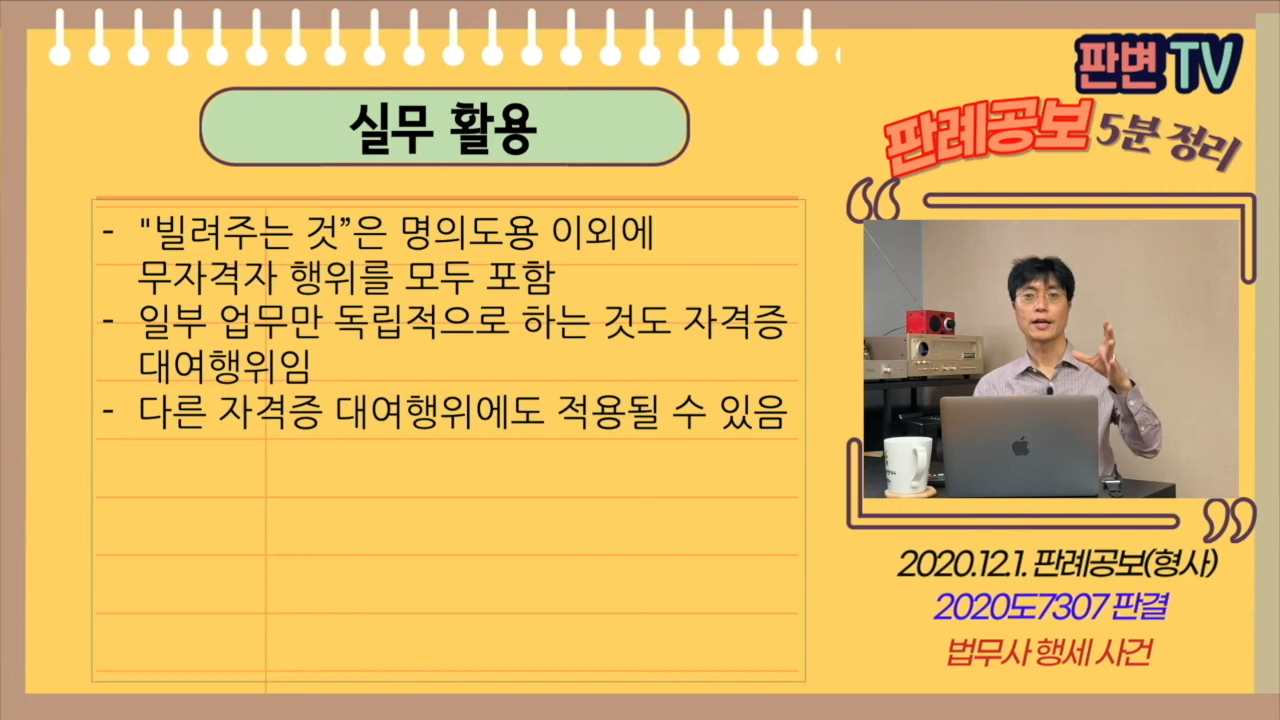 판변 TV
판례공보 5분 정리
실무 활용
- "빌려주는 것”은 명의도용 이외에
무자격자 행위를 모두 포함
- 일부 업무만 독립적으로 하는 것도 자격증
대여행위임
- 다른 자격증 대여행위에도 적용될 수 있음
2020.12.1. 판례공보(형사)
2020도7307 판결
법무사 행세 사건